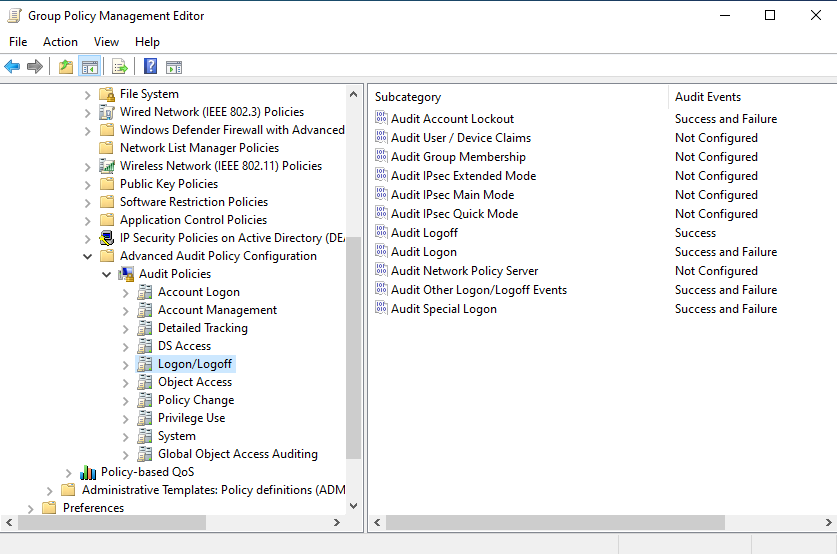 Group Policy Management Editor
File Action View Help
File System
Wired Network (IEEE 802.3) Policies
Windows Defender Firewall with Advanced
Network List Manager Policies
Wireless Network (IEEE 802.11) Policies
Public Key Policies
Software Restriction Policies
Application Control Policies
IP Security Policies on Active Directory (DEA
Advanced Audit Policy Configuration
Audit Policies
Account Logon
Account Management
Detailed Tracking
DS Access
Logon/Logoff
Object Access
Policy Change
Privilege Use
System
Global Object Access Auditing
Policy-based QoS
Administrative Templates: Policy definitions (ADM
Preferences
Subcategory Audit Events
Audit Account Lockout Success and Failure
Audit User / Device Claims Not Configured
Audit Group Membership Not Configured
Audit IPsec Extended Mode Not Configured
Audit IPsec Main Mode Not Configured
Audit IPsec Quick Mode Not Configured
Audit Logoff Success
Audit Logon Success and Failure
Audit Network Policy Server Not Configured
Audit Other Logon/Logoff Events Success and Failure
Audit Special Logon Success and Failure